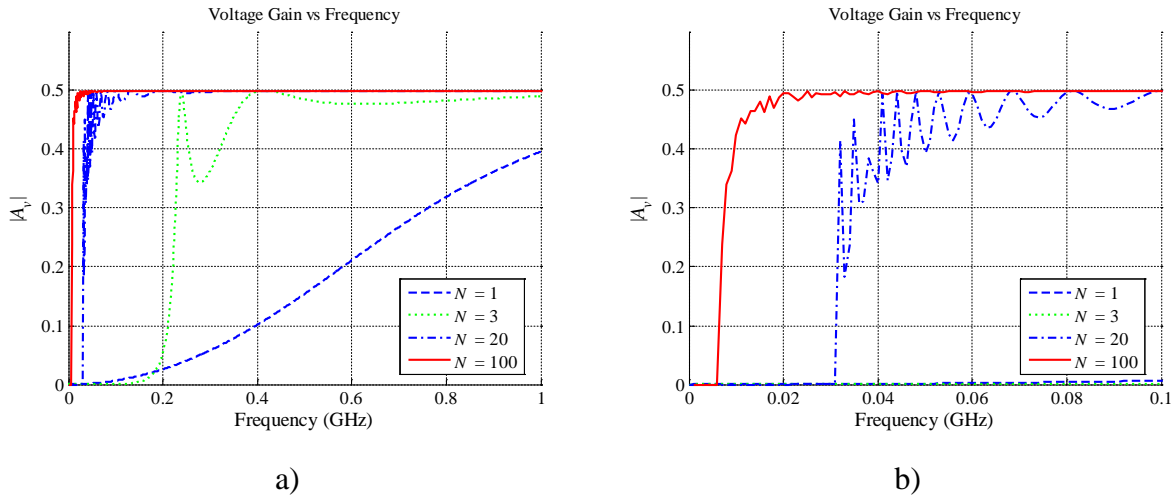 Voltage Gain vs Frequency
0.5
0.4
0.3
0.2
0.1
0
|Av|
0 0.2 0.4 0.6 0.8 1
Frequency (GHz)
N = 1
N = 3
N = 20
N = 100
a)
Voltage Gain vs Frequency
0.5
0.4
0.3
0.2
0.1
0
|Av|
0 0.02 0.04 0.06 0.08 0.1
Frequency (GHz)
N = 1
N = 3
N = 20
N = 100
b)